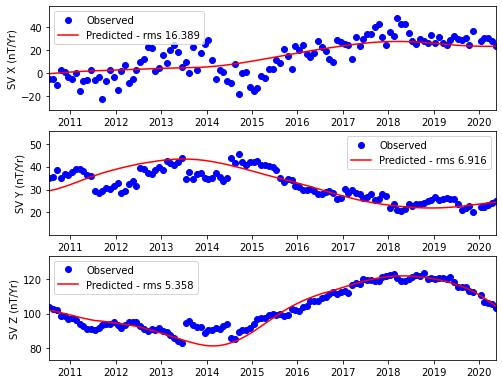 SV X (nT/Yr)
40
20
0
−20
Observed
Predicted - rms 16.389
2011 2012 2013 2014 2015 2016 2017 2018 2019 2020
SV Y (nT/Yr)
50
40
30
20
Observed
Predicted - rms 6.916
2011 2012 2013 2014 2015 2016 2017 2018 2019 2020
SV Z (nT/Yr)
120
100
80
Observed
Predicted - rms 5.358
2011 2012 2013 2014 2015 2016 2017 2018 2019 2020